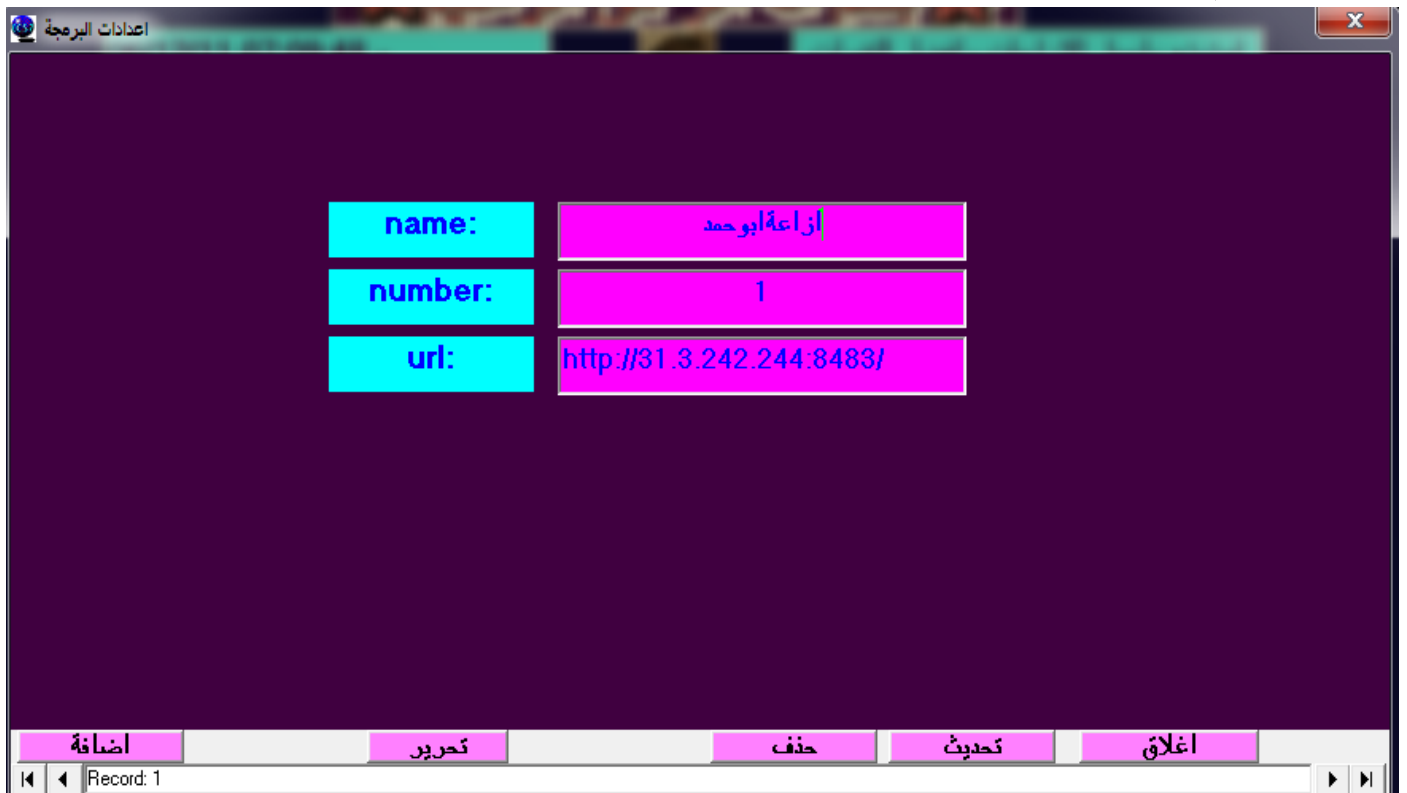 اعدادات البرمجة
name:
ازاعةابوحمد
number:
1
url:
http://31.3.242.244:8483/
اضافة
تحرير
حذف
تحديث
اغلاق
Record: 1